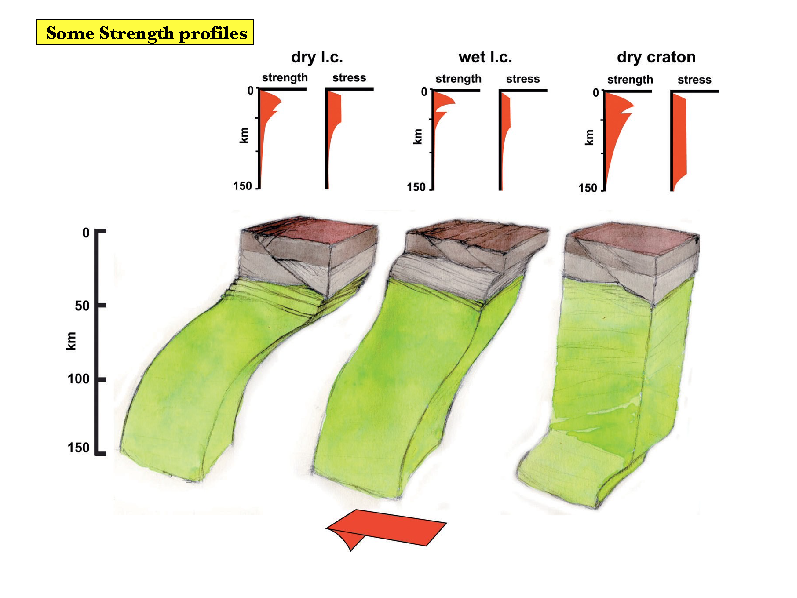 Some Strength profiles
dry l.c.
wet l.c.
dry craton
strength
stress
strength
stress
strength
stress
0
km
150
0
km
150
0
km
150
0
50
km
100
150